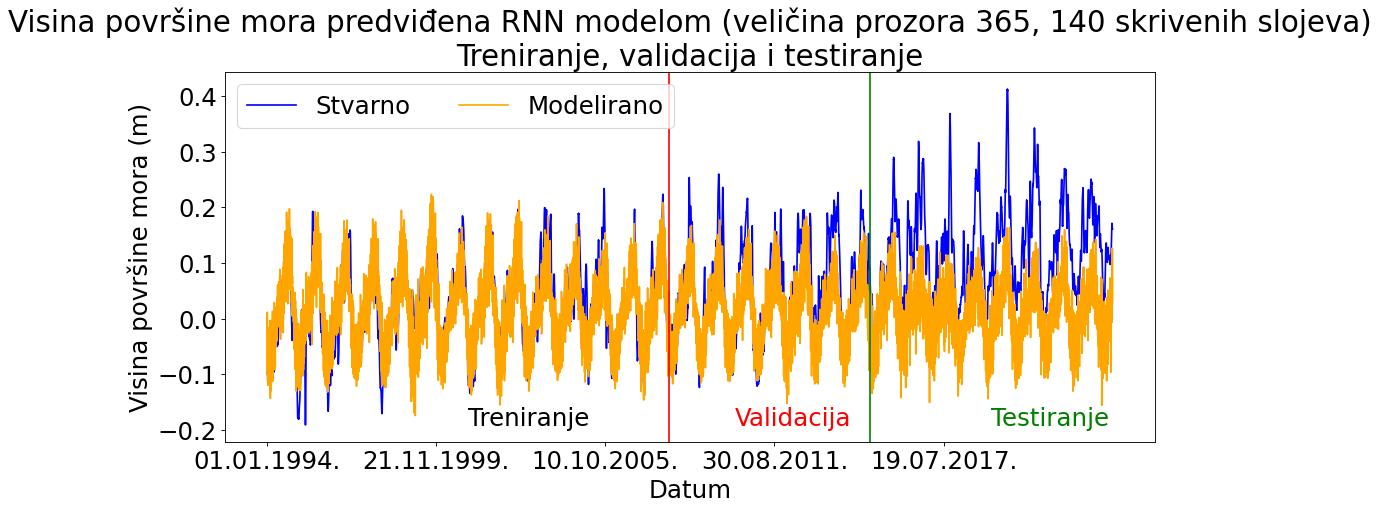 Visina površine mora predviđena RNN modelom (veličina prozora 365, 140 skrivenih slojeva)
Treniranje, validacija i testiranje
Stvarno
Modelirano
Visina površine mora (m)
0.4
0.3
0.2
0.1
0.0
−0.1
−0.2
Treniranje
Validacija
Testiranje
01.01.1994.
21.11.1999.
10.10.2005.
30.08.2011.
19.07.2017.
Datum